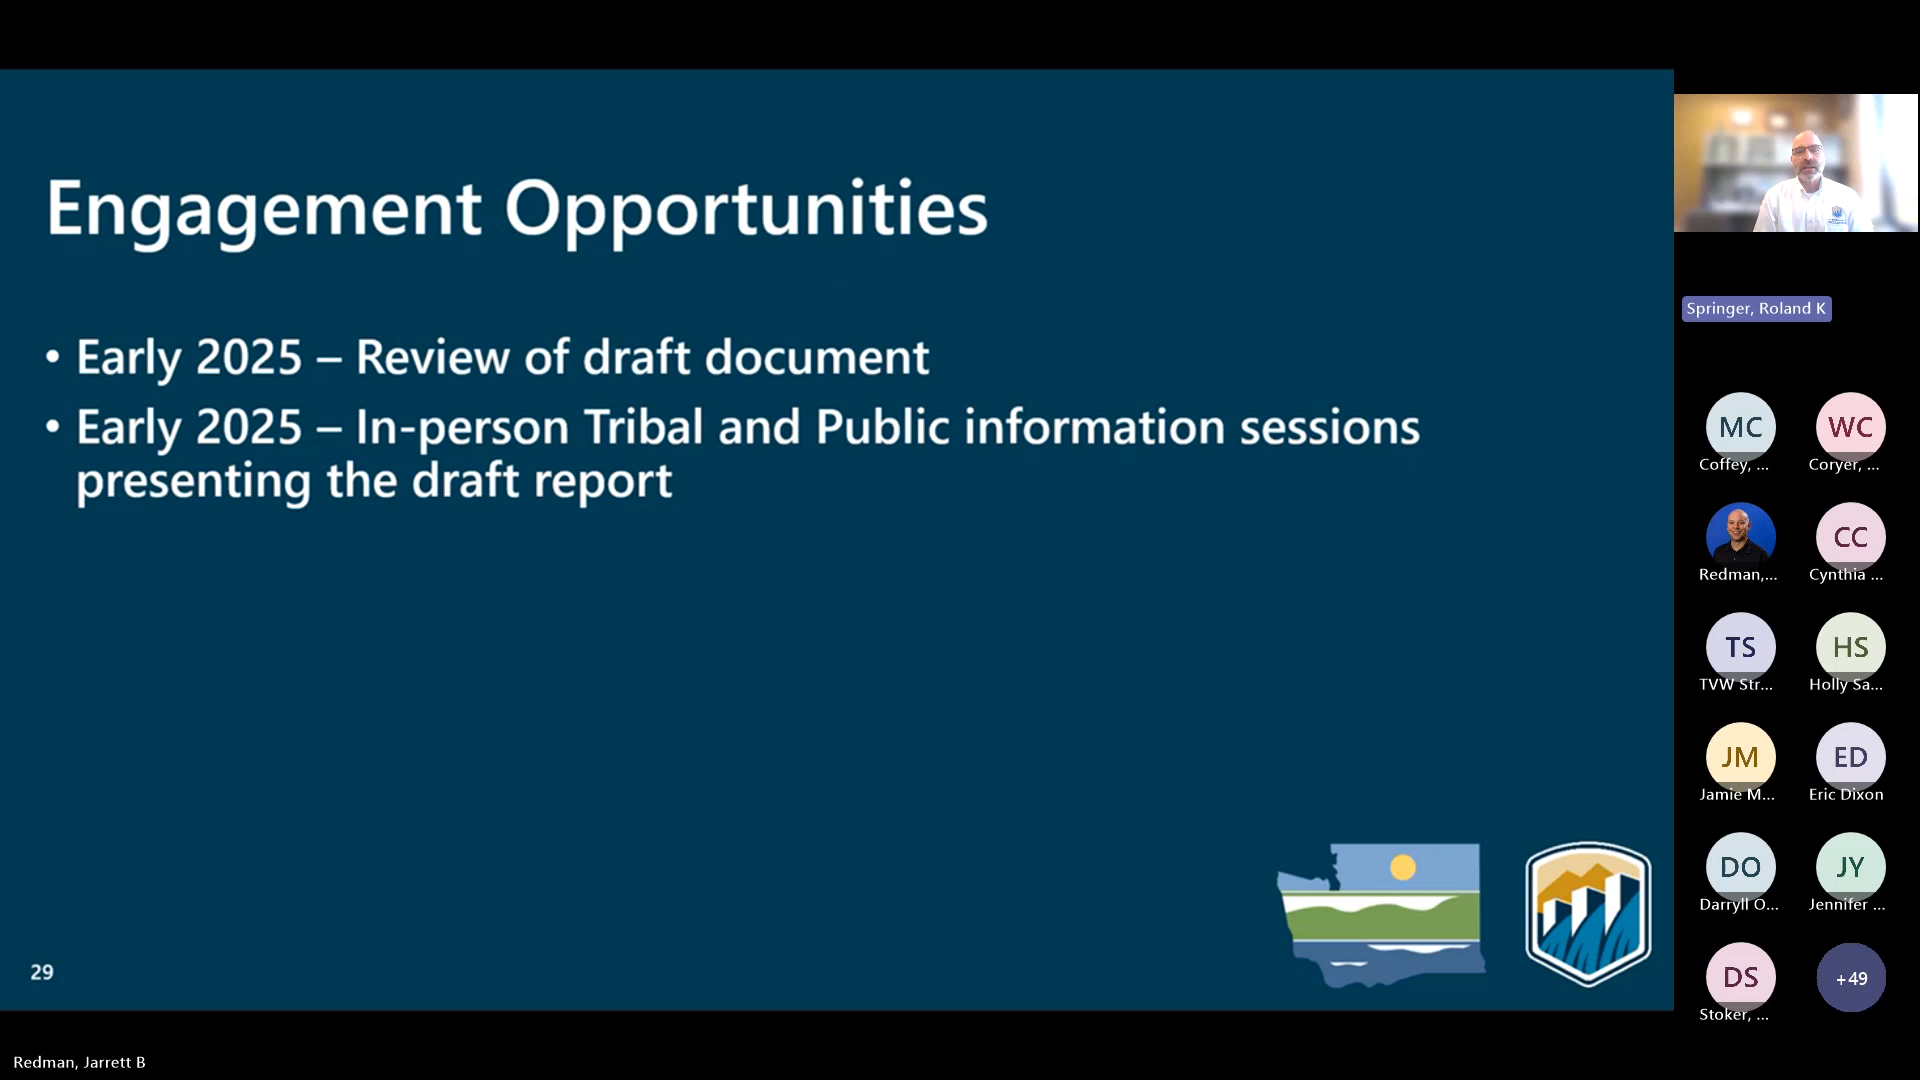 Engagement Opportunities
• Early 2025 – Review of draft document
• Early 2025 – In-person Tribal and Public information sessions
presenting the draft report
29
Springer, Roland K
MC
WC
Coffey, ...
Coryer, ...
CC
Redman,...
Cynthia ...
TS
HS
TVW Str...
Holly Sa...
JM
ED
Jamie M...
Eric Dixon
DO
JY
Darryll O...
Jennifer ...
DS
+49
Stoker, ...
Redman, Jarrett B